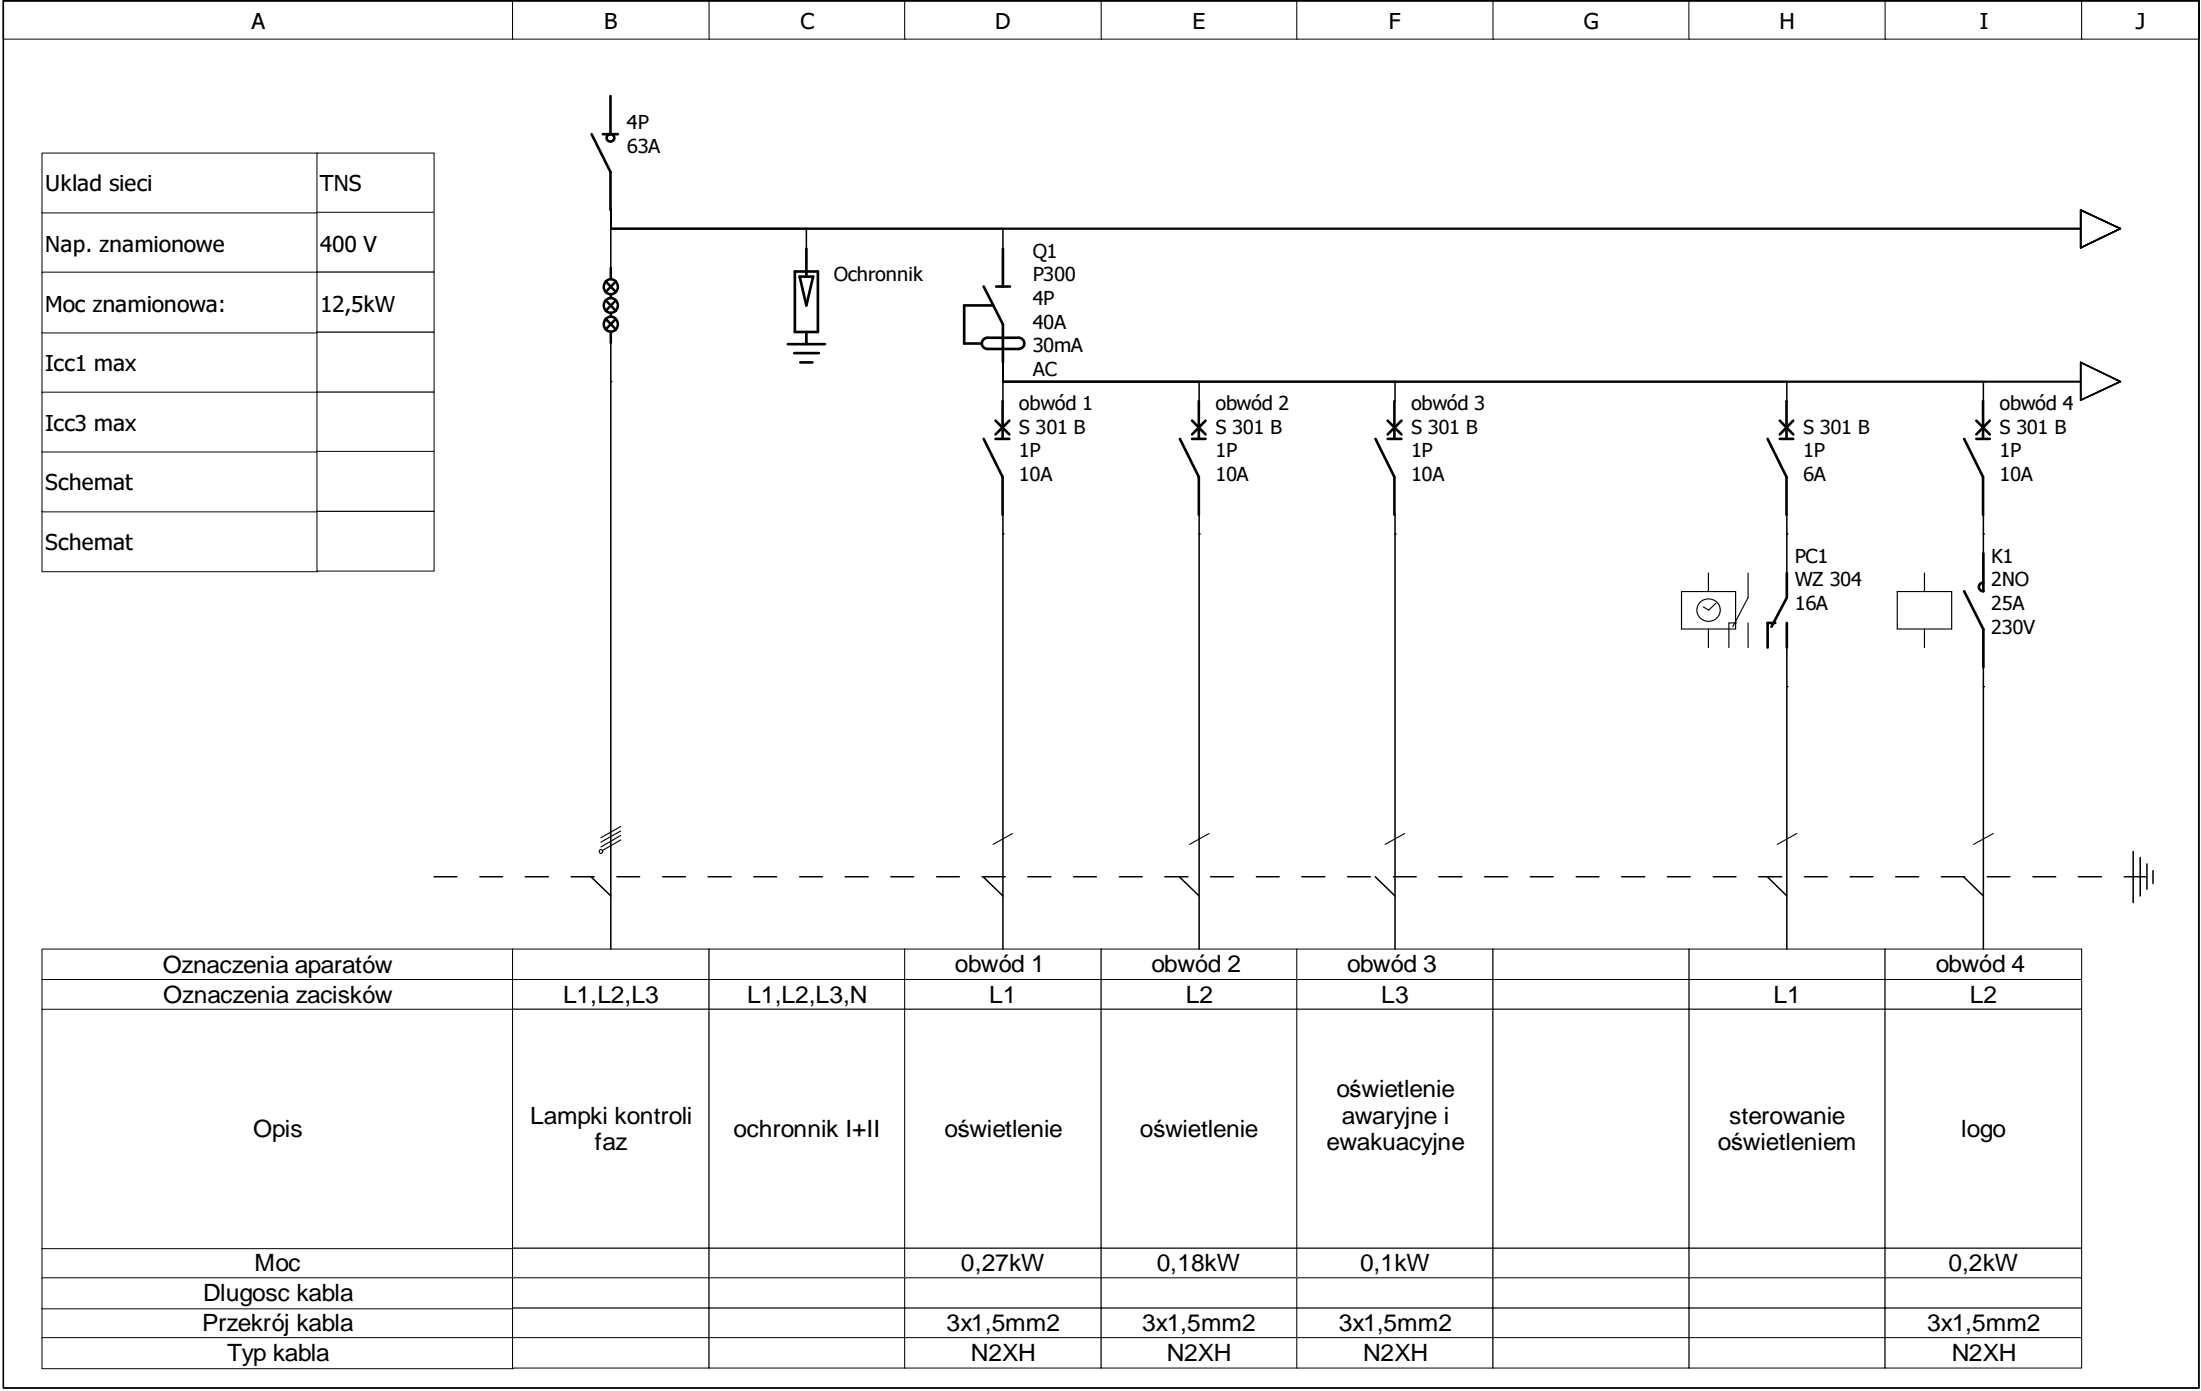 A B C D E F G H I J
4P
63A
Uklad sieci TNS
Nap. znamionowe 400 V
Moc znamionowa: 12,5kW
Icc1 max
Icc3 max
Schemat
Schemat
Ochronnik
Q1
P300
4P
40A
30mA
AC
obwód 1
S 301 B
1P
10A
obwód 2
S 301 B
1P
10A
obwód 3
S 301 B
1P
10A
S 301 B
1P
6A
obwód 4
S 301 B
1P
10A
PC1
WZ 304
16A
K1
2NO
25A
230V
Oznaczenia aparatów obwód 1 obwód 2 obwód 3 obwód 4
Oznaczenia zacisków L1,L2,L3 L1,L2,L3,N L1 L2 L3 L1 L2
Opis
Lampki kontroli
faz
ochronnik I+II
oświetlenie
oświetlenie
oświetlenie
awaryjne i
ewakuacyjne
sterowanie
oświetleniem
logo
Moc 0,27kW 0,18kW 0,1kW 0,2kW
Dlugosc kabla
Przekrój kabla 3x1,5mm2 3x1,5mm2 3x1,5mm2 3x1,5mm2
Typ kabla N2XH N2XH N2XH N2XH